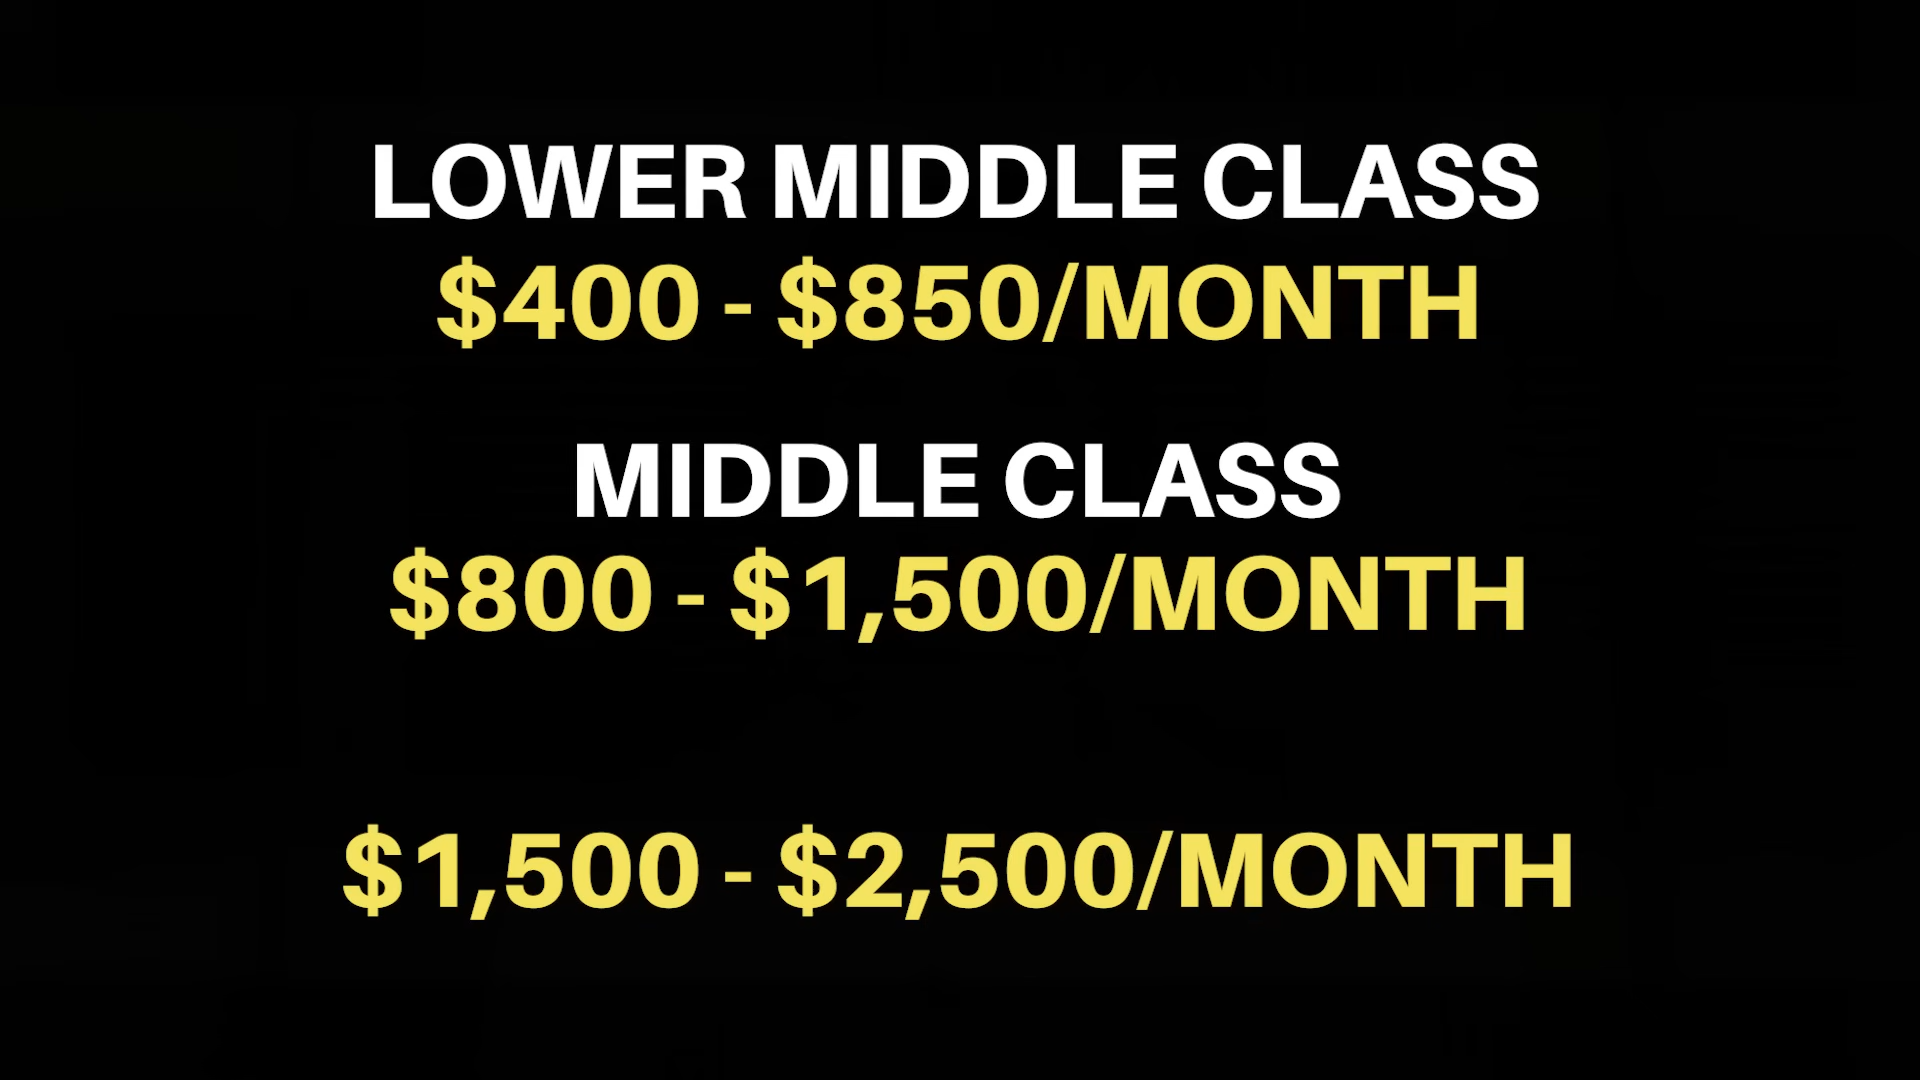 LOWER MIDDLE CLASS
$400 - $850/MONTH
MIDDLE CLASS
$800 - $1,500/MONTH
$1,500 - $2,500/MONTH